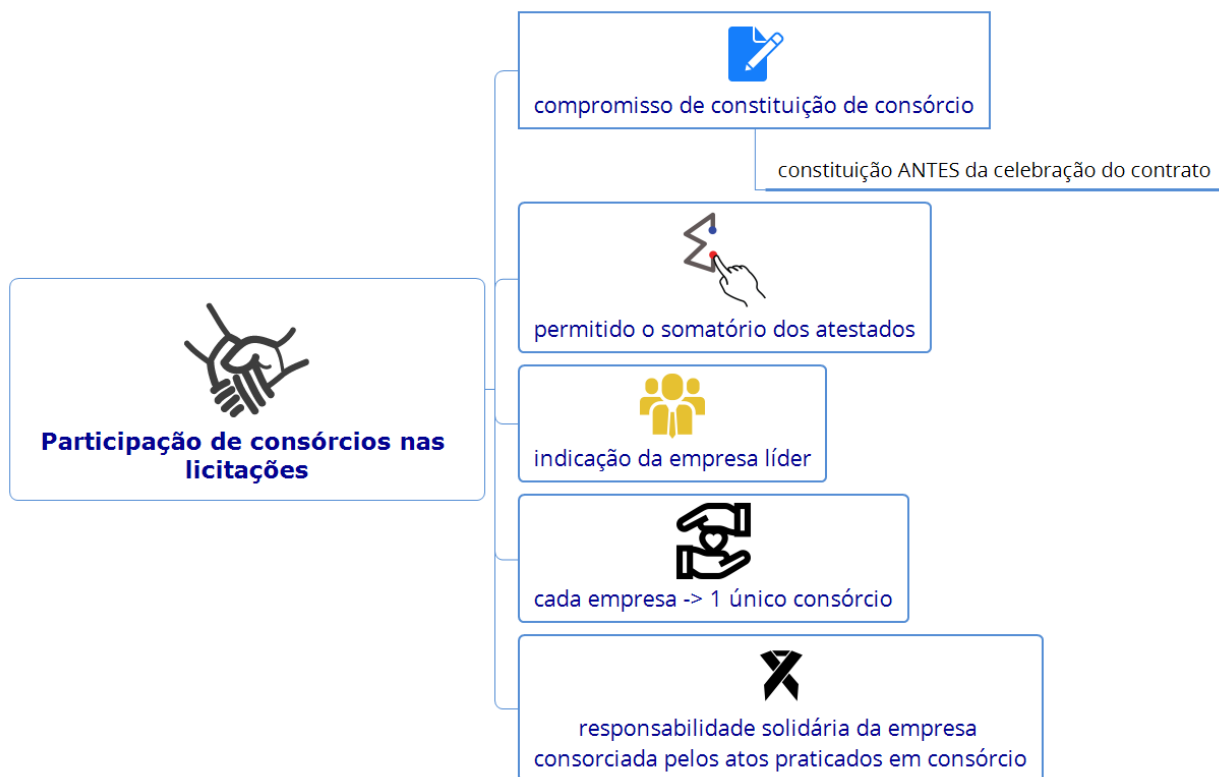 compromisso de constituição de consórcio
constituição ANTES da celebração do contrato
permitido o somatório dos atestados
Participação de consórcios nas
licitações
indicação da empresa líder
cada empresa -> 1 único consórcio
responsabilidade solidária da empresa
consorciada pelos atos praticados em consórcio